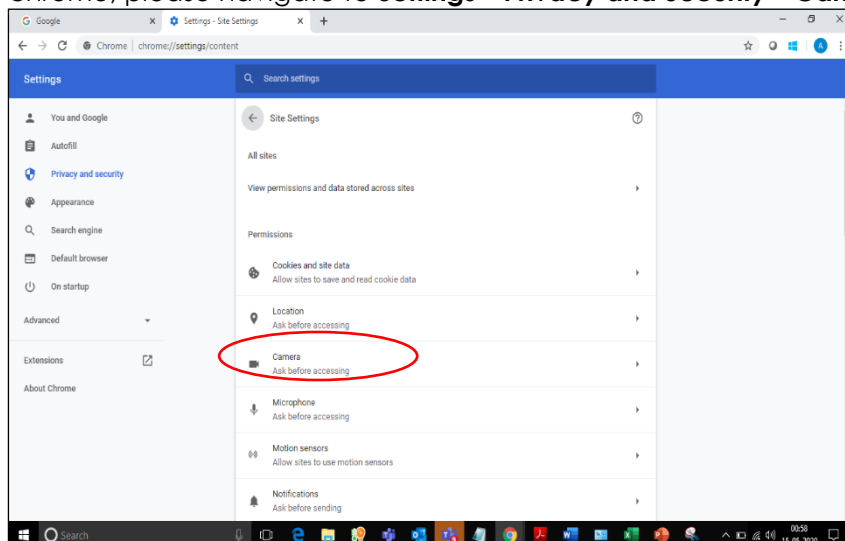 Google
Settings - Site Settings
Chrome | chrome://settings/content
A
Settings
Search settings
You and Google
Autofill
Privacy and security
Appearance
Search engine
Default browser
On startup
Advanced
Extensions
About Chrome
Site Settings
All sites
View permissions and data stored across sites
Permissions
Cookies and site data
Allow sites to save and read cookie data
Location
Ask before accessing
Camera
Ask before accessing
Microphone
Ask before accessing
Motion sensors
Allow sites to use motion sensors
Notifications
Ask before sending
Search
00:58
15-05-2020